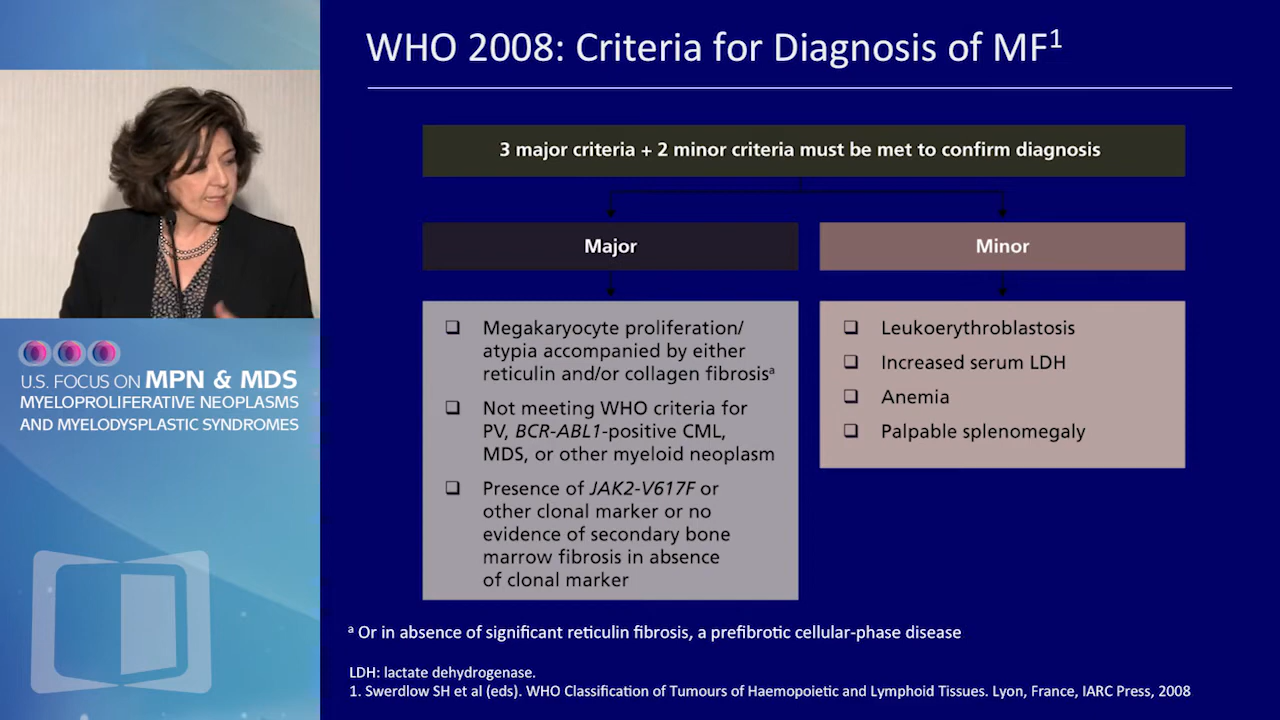 WHO 2008: Criteria for Diagnosis of MF1
3 major criteria + 2 minor criteria must be met to confirm diagnosis
Major
❑ Megakaryocyte proliferation/
atypia accompanied by either
reticulin and/or collagen fibrosisa
❑ Not meeting WHO criteria for
PV, BCR-ABL1-positive CML,
MDS, or other myeloid neoplasm
❑ Presence of JAK2-V617F or
other clonal marker or no
evidence of secondary bone
marrow fibrosis in absence
of clonal marker
Minor
❑ Leukoerythroblastosis
❑ Increased serum LDH
❑ Anemia
❑ Palpable splenomegaly
a Or in absence of significant reticulin fibrosis, a prefibrotic cellular-phase disease
LDH: lactate dehydrogenase.
1. Swerdlow SH et al (eds). WHO Classification of Tumours of Haemopoietic and Lymphoid Tissues. Lyon, France, IARC Press, 2008
U.S. FOCUS ON MPN & MDS
MYELOPROLIFERATIVE NEOPLASMS
AND MYELODYSPLASTIC SYNDROMES